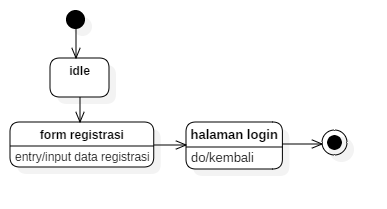 idle
form registrasi
entry/input data registrasi
halaman login
do/kembali